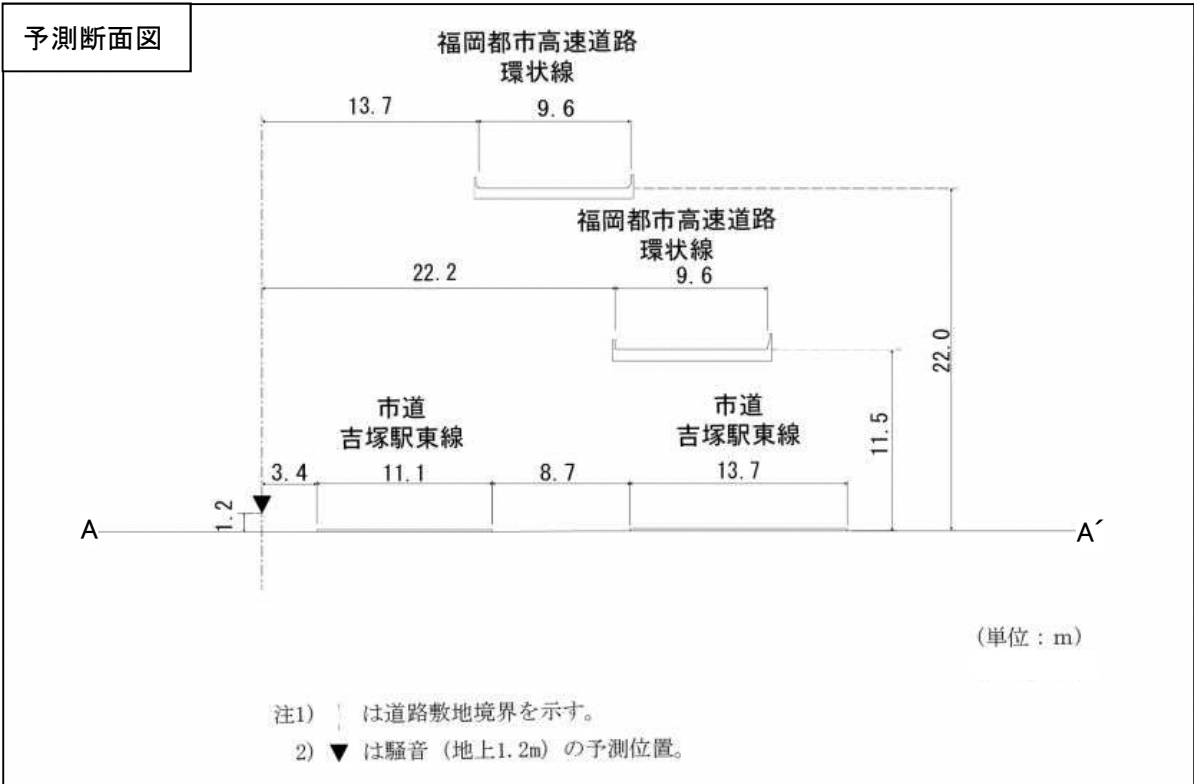 予測断面図
福岡都市高速道路
環状線
13.7
9.6
福岡都市高速道路
環状線
22.2
9.6
22.0
11.5
市道
吉塚駅東線
市道
吉塚駅東線
3.4
11.1
8.7
13.7
1.2
A
A´
(単位:m)
注1) は道路敷地境界を示す。
2) ▼ は騒音(地上1.2m)の予測位置。